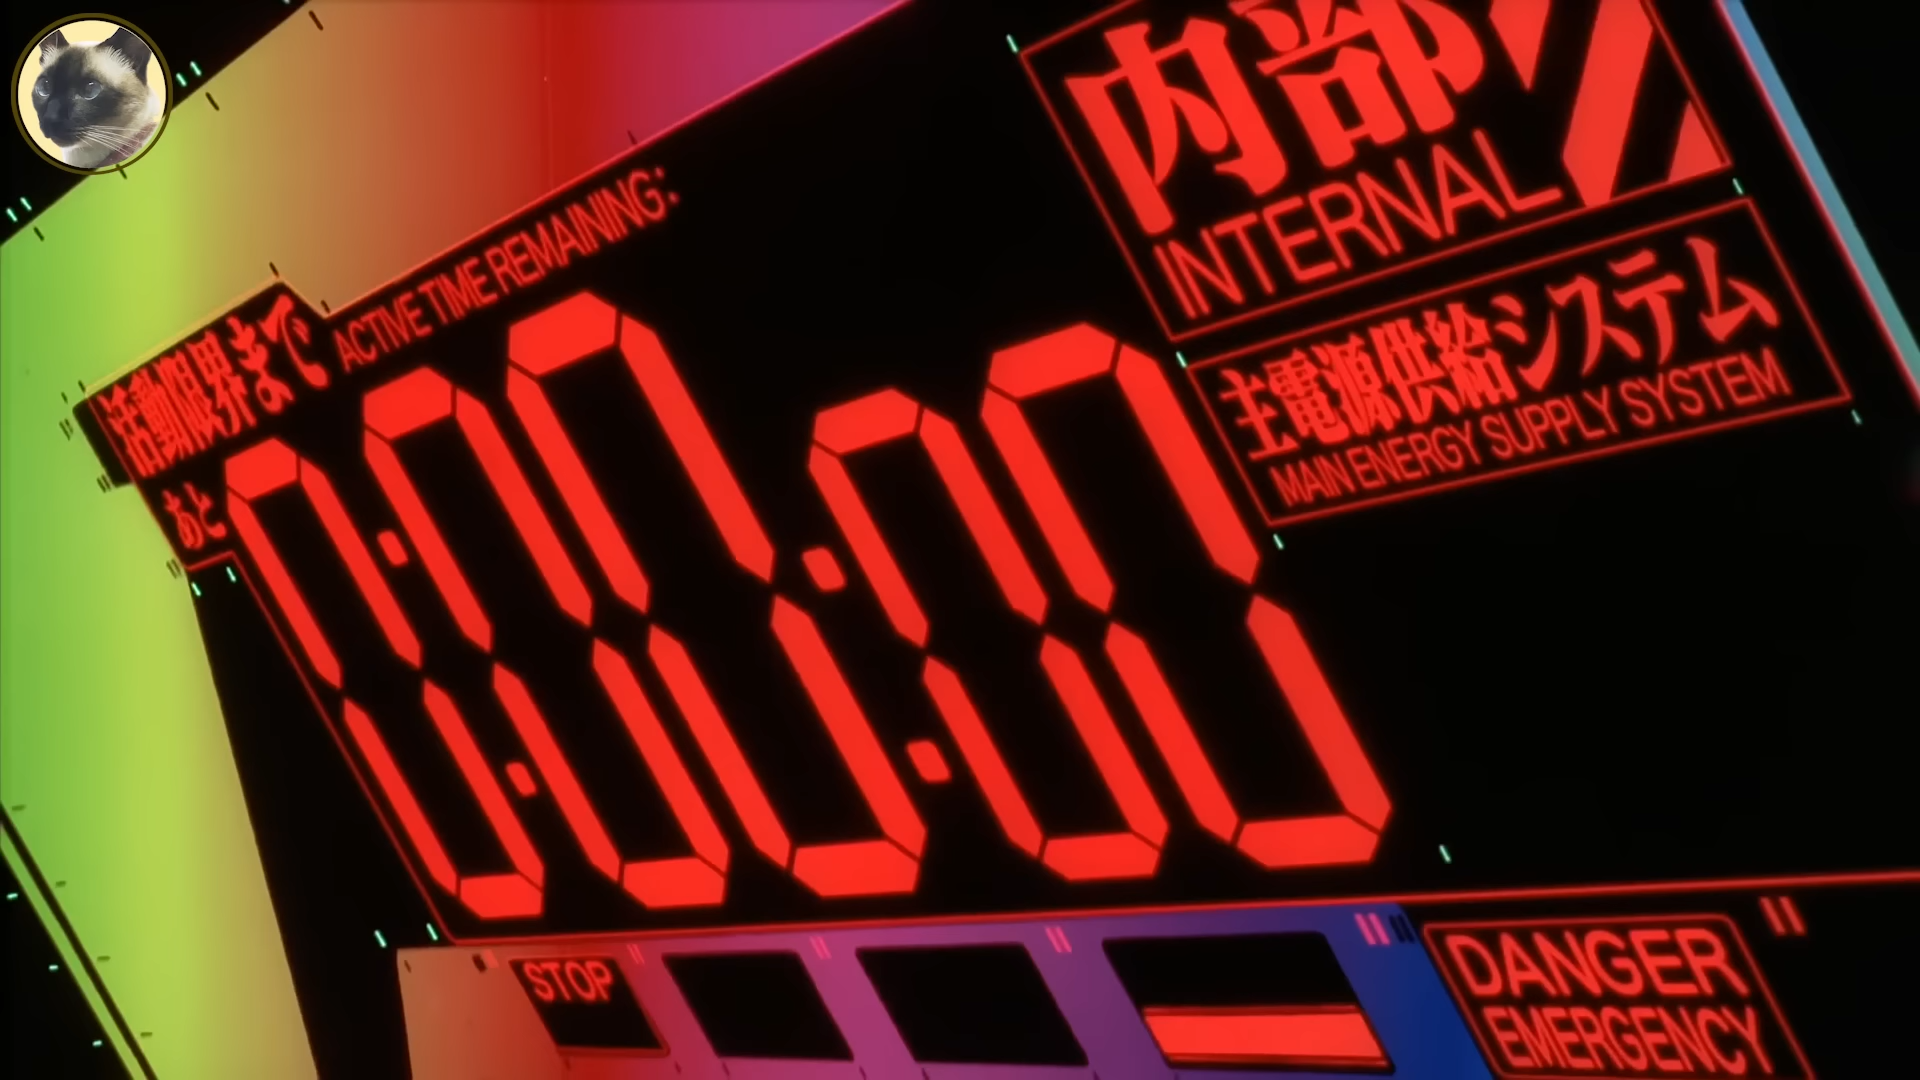 内部
INTERNAL
主電源供給システム
MAIN ENERGY SUPPLY SYSTEM
活動限界まで
ACTIVE TIME REMAINING:
あと
0:00:00
STOP
DANGER
EMERGENCY